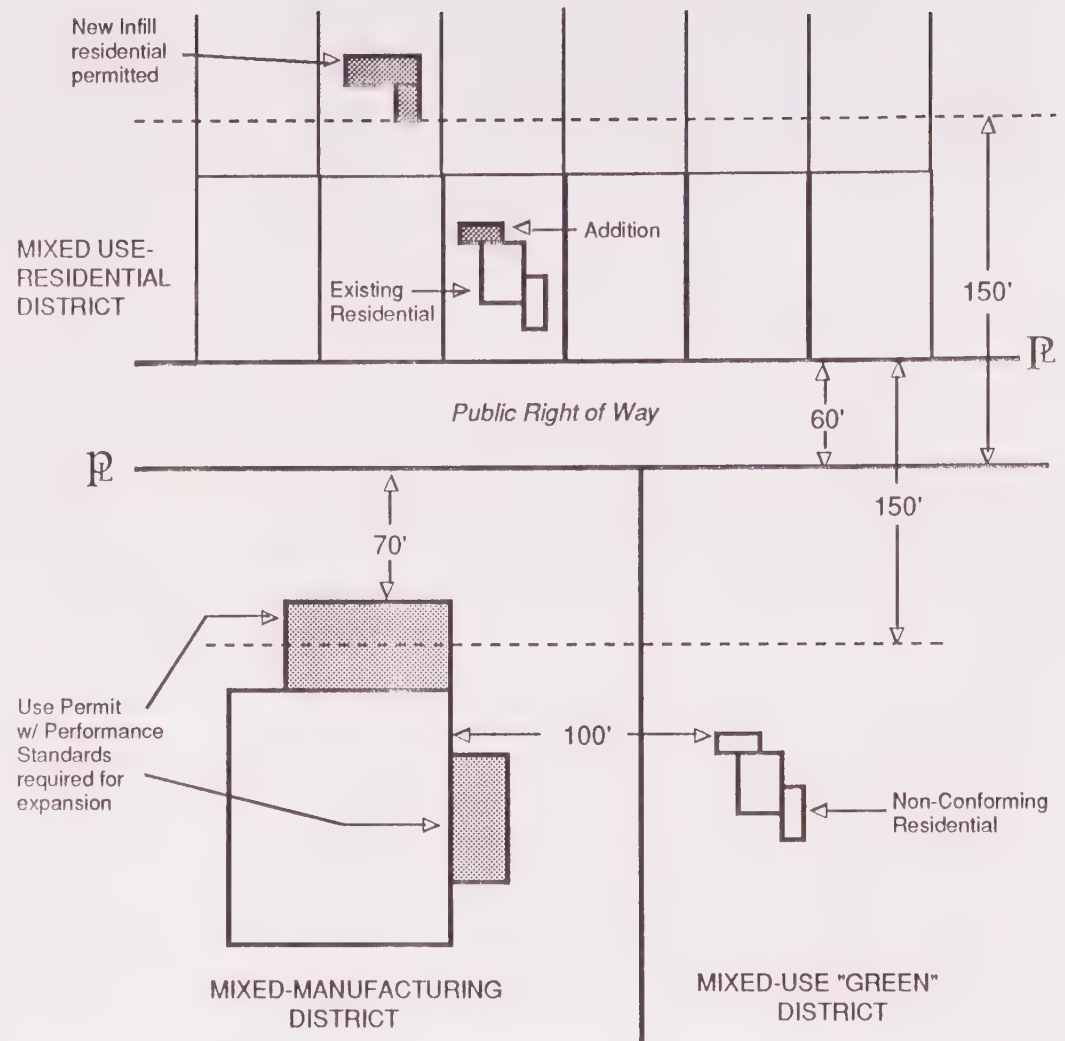 New Infill
residential
permitted
Addition
MIXED USE-
RESIDENTIAL
DISTRICT
Existing
Residential
150'
PL
Public Right of Way
60'
PL
150'
70'
Use Permit
w/ Performance
Standards
required for
expansion
100'
Non-Conforming
Residential
MIXED-MANUFACTURING
DISTRICT
MIXED-USE "GREEN"
DISTRICT